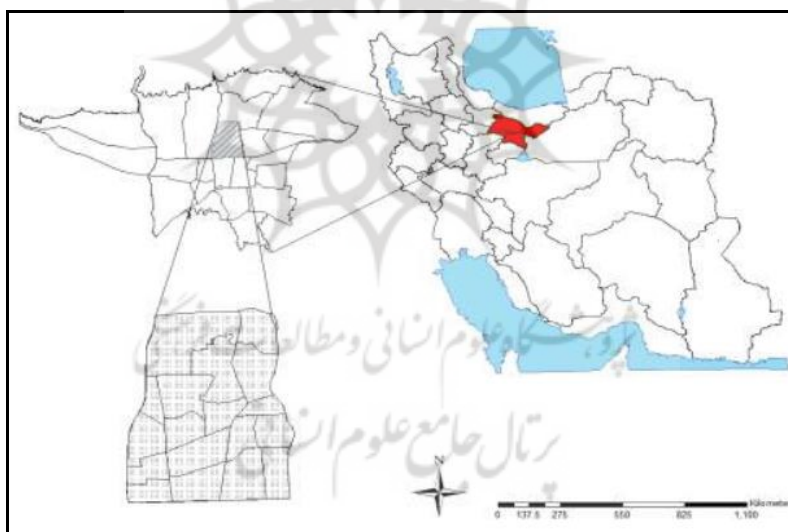 پژوهشگاه علوم انسانی و مطالعات فرهنگی
پرتال جامع علوم انسانی
N
Kilometers
0 137.5 275 550 825 1,100